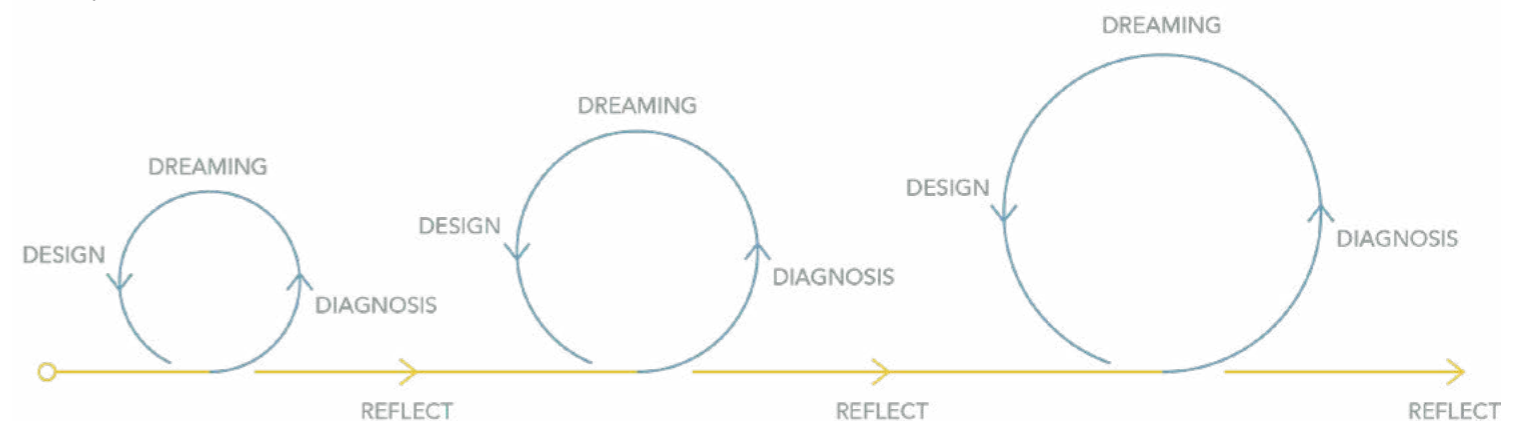 DREAMING
DREAMING
DREAMING
DESIGN
DIAGNOSIS
DESIGN
DIAGNOSIS
DESIGN
DIAGNOSIS
REFLECT
REFLECT
REFLECT